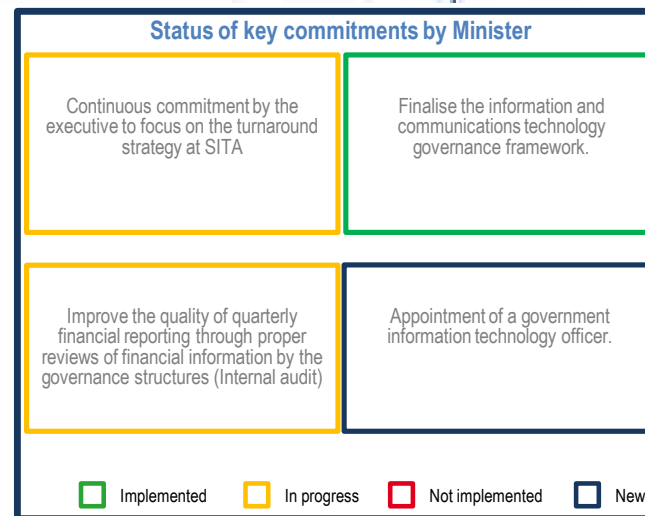 Status of key commitments by Minister
Continuous commitment by the
executive to focus on the turnaround
strategy at SITA
Finalise the information and
communications technology
governance framework.
Improve the quality of quarterly
financial reporting through proper
reviews of financial information by the
governance structures (Internal audit)
Appointment of a government
information technology officer.
Implemented
In progress
Not implemented
New